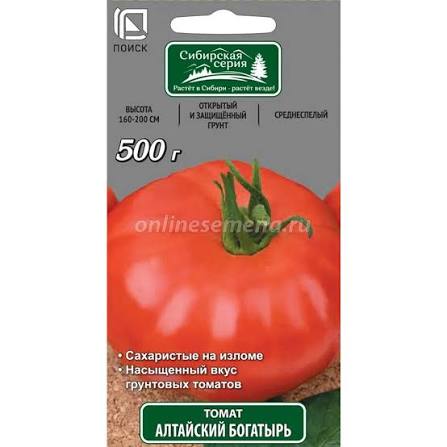 ПОИСК
Сибирская
серия
Растёт в Сибири - растёт везде!
ВЫСОТА
160-200 СМ
ОТКРЫТЫЙ
И ЗАЩИЩЁННЫЙ
ГРУНТ
СРЕДНЕСПЕЛЫЙ
500 г
onlinesemena.ru
• Сахаристые на изломе
• Насыщенный вкус
грунтовых томатов
ТОМАТ
АЛТАЙСКИЙ БОГАТЫРЬ